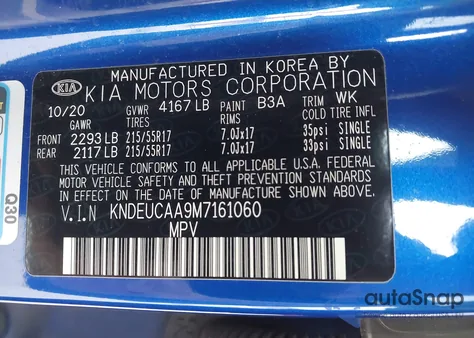 MANUFACTURED IN KOREA BY
KIA KIA MOTORS CORPORATION
10/20 GVWR 4167 LB PAINT B3A TRIM WK
GAWR TIRES RIMS COLD TIRE INFL
FRONT 2293 LB 215/55R17 7.0Jx17 35psi SINGLE
REAR 2117 LB 215/55R17 7.0Jx17 33psi SINGLE
THIS VEHICLE CONFORMS TO ALL APPLICABLE U.S.A. FEDERAL
MOTOR VEHICLE SAFETY AND THEFT PREVENTION STANDARDS
IN EFFECT ON THE DATE OF MANUFACTURE SHOWN ABOVE.
V.I.N KNDEUCAA9M7161060
MPV
Q30
autoSnap